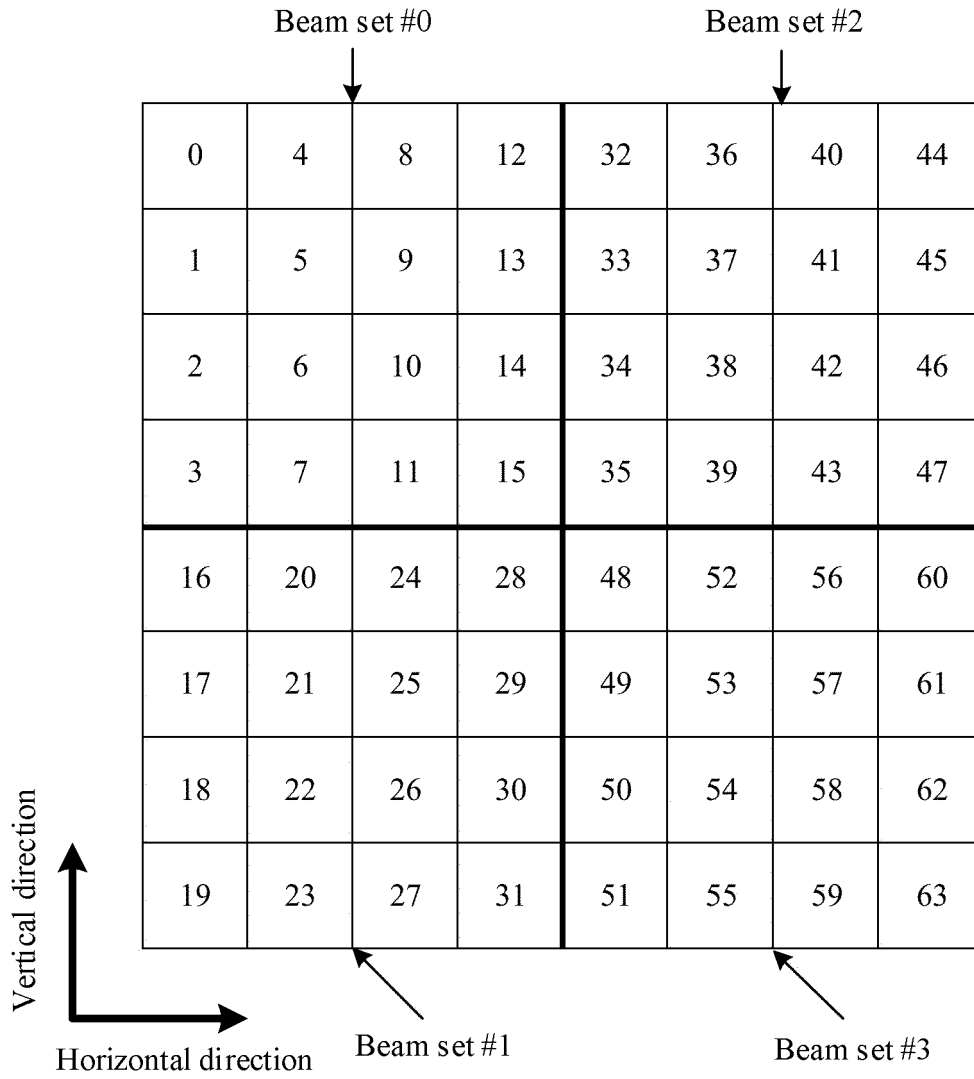 Beam set #0 Beam set #2
0 4 8 12 32 36 40 44
1 5 9 13 33 37 41 45
2 6 10 14 34 38 42 46
3 7 11 15 35 39 43 47
16 20 24 28 48 52 56 60
17 21 25 29 49 53 57 61
18 22 26 30 50 54 58 62
19 23 27 31 51 55 59 63
Vertical direction
Horizontal direction
Beam set #1 Beam set #3